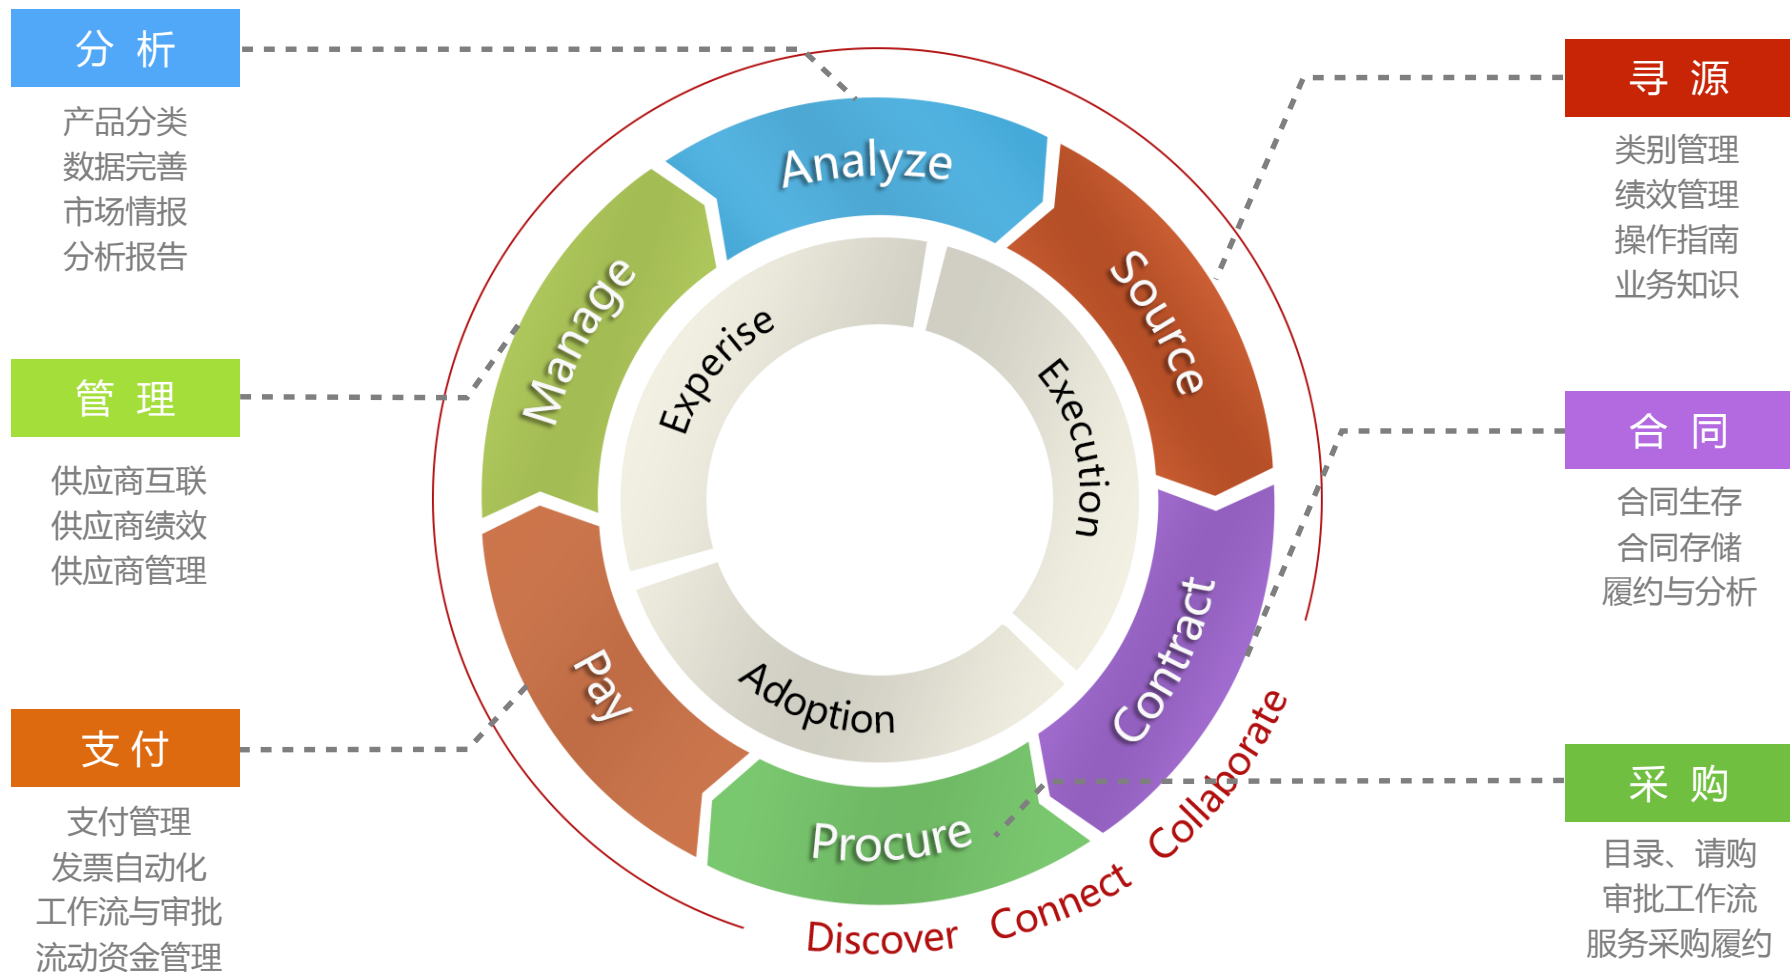 分 析
产品分类
数据完善
市场情报
分析报告
管 理
供应商互联
供应商绩效
供应商管理
支付
支付管理
发票自动化
工作流与审批
流动资金管理
Analyze
Source
Contract
Procure
Pay
Manage
Experise
Execution
Adoption
Discover Connect Collaborate
寻 源
类别管理
绩效管理
操作指南
业务知识
合 同
合同生存
合同存储
履约与分析
采 购
目录、请购
审批工作流
服务采购履约